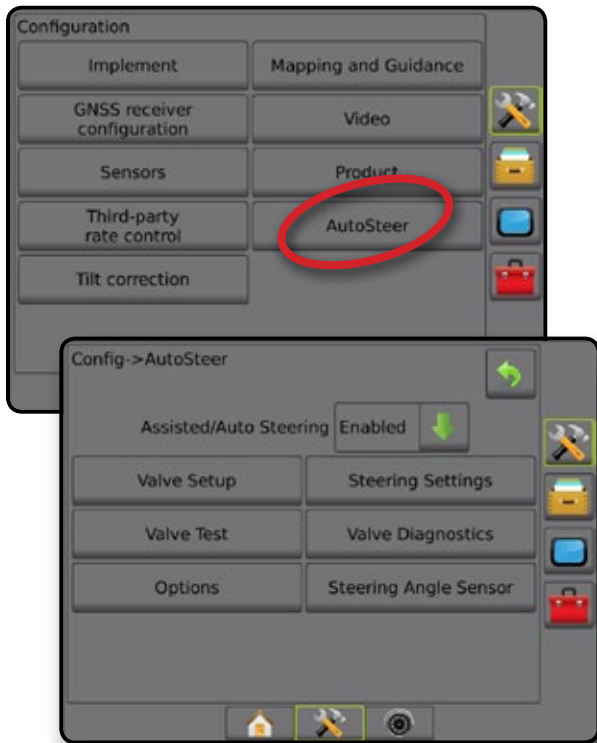 Configuration
Implement
Mapping and Guidance
GNSS receiver
configuration
Video
Sensors
Product
Third-party
rate control
AutoSteer
Tilt correction
Config->AutoSteer
Assisted/Auto Steering Enabled
Valve Setup
Steering Settings
Valve Test
Valve Diagnostics
Options
Steering Angle Sensor